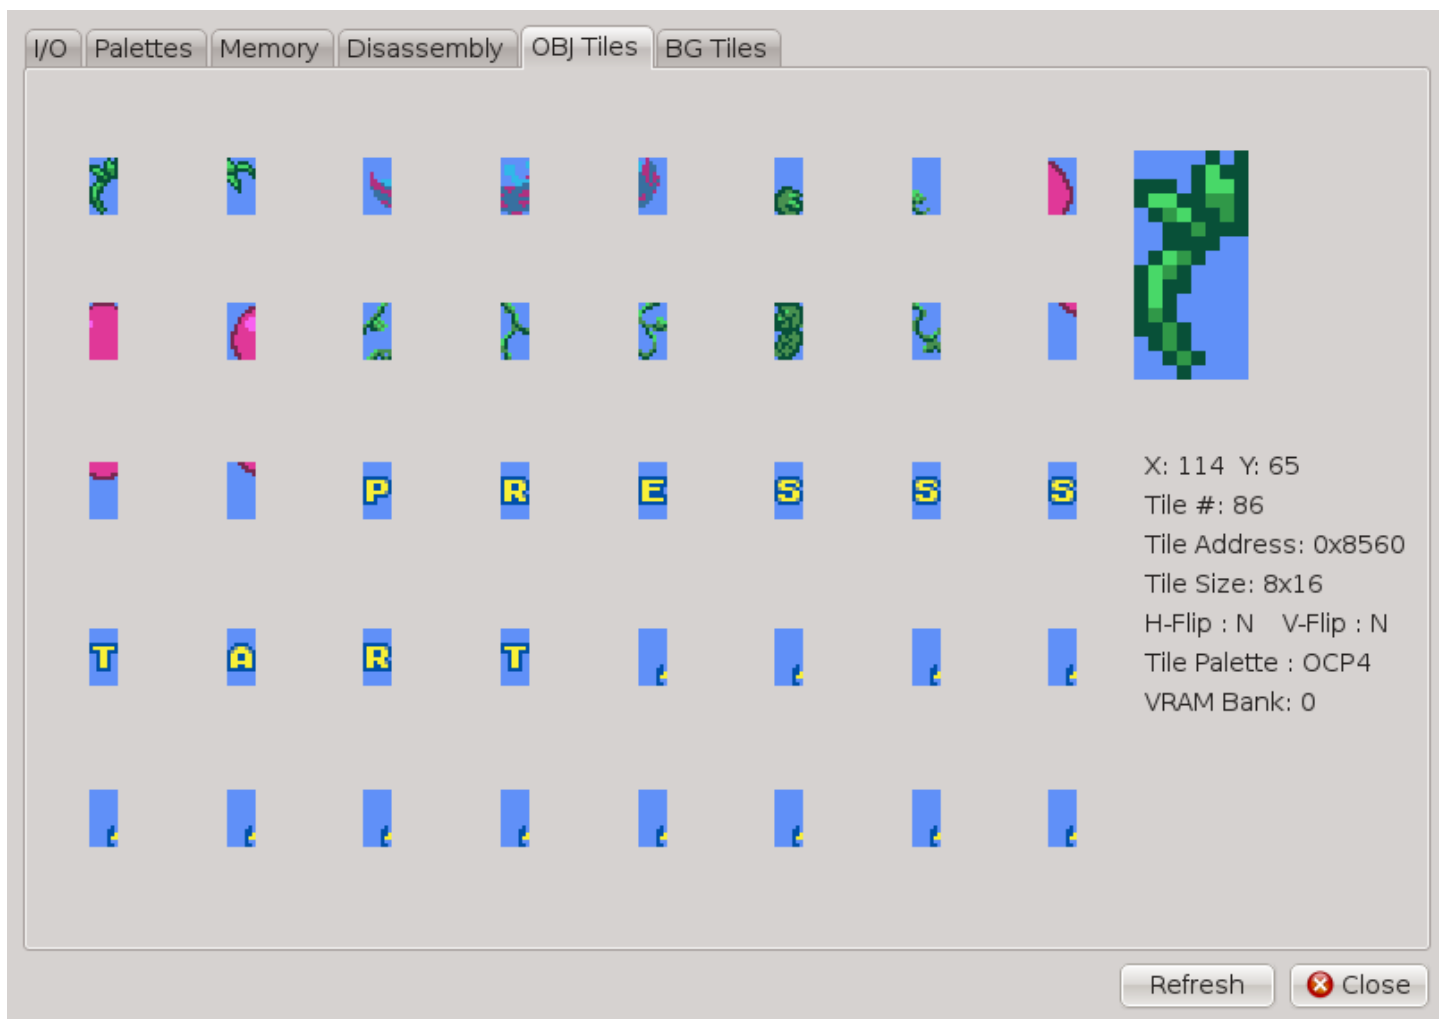 I/O Palettes Memory Disassembly OBJ Tiles BG Tiles
P R E S S S
T A R T
X: 114 Y: 65
Tile #: 86
Tile Address: 0x8560
Tile Size: 8x16
H-Flip : N V-Flip : N
Tile Palette : OCP4
VRAM Bank: 0
Refresh Close